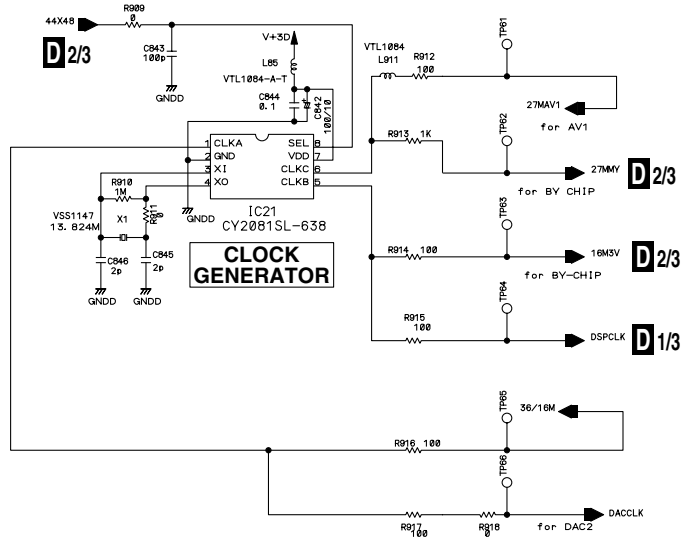 44X48
R909
0
D 2/3
C843
100p
GNDD
V+3D
L85
VTL1084-A-T
C844
0.1
C842
100/10
VTL1084
L911
R912
100
TP61
27MAV1
for AV1
R913 1K
TP62
27MMY
D 2/3
for BY CHIP
1 CLKA
2 GND
3 XI
4 XO
SEL 8
VDD 7
CLKC 6
CLKB 5
IC21
CY2081SL-638
GNDD
R910
1M
R911
0
VSS1147
13.824M
X1
C846
2p
C845
2p
GNDD
GNDD
CLOCK
GENERATOR
TP63
R914 100
16M3V
D 2/3
for BY-CHIP
TP64
R915
100
DSPCLK
D 1/3
TP65
36/16M
R916 100
TP66
R917
100
R918
0
DACCLK
for DAC2